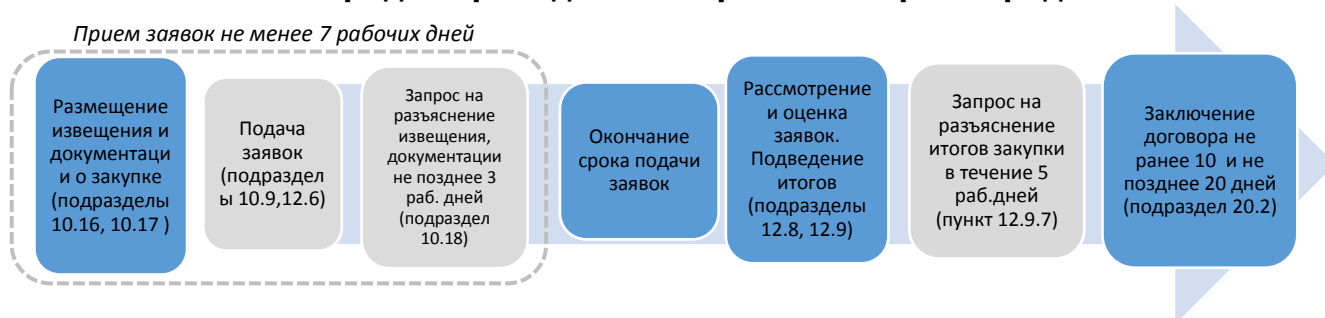 Прием заявок не менее 7 рабочих дней
Размещение
извещения и
документаци
и о закупке
(подразделы
10.16, 10.17 )
Подача
заявок
(подраздел
ы 10.9,12.6)
Запрос на
разъяснение
извещения,
документации
не позднее 3
раб. дней
(подраздел
10.18)
Окончание
срока подачи
заявок
Рассмотрение
и оценка
заявок.
Подведение
итогов
(подразделы
12.8, 12.9)
Запрос на
разъяснение
итогов закупки
в течение 5
раб.дней
(пункт 12.9.7)
Заключение
договора не
ранее 10  и не
позднее 20 дней
(подраздел 20.2)